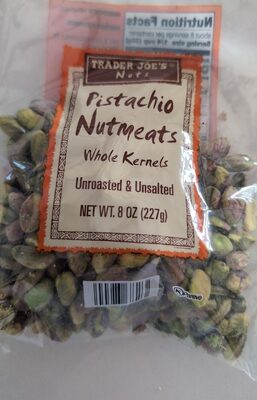 Nutrition Facts
TRADER JOE'S
Nuts
Pistachio
Nutmeats
Whole Kernels
Unroasted & Unsalted
NET WT. 8 OZ (227g)